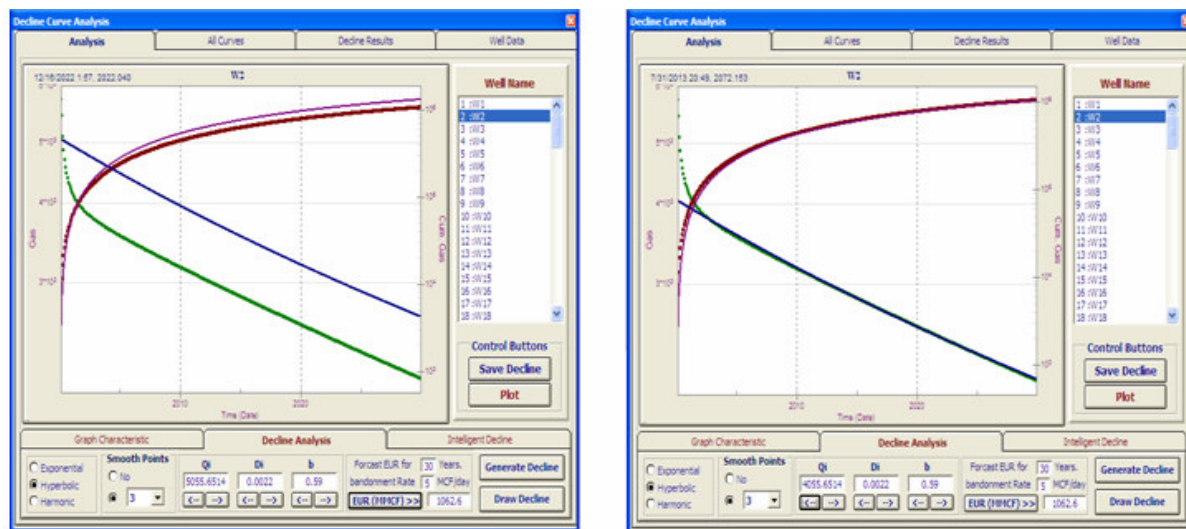 Decline Curve Analysis
Analysis All Curves Decline Results Well Data
12/16/2022 1:57, 2022.040 W2
Gas
Cum Gas
2010 2020
Time (Date)
Well Name
1 :W1
2 :W2
3 :W3
4 :W4
5 :W5
6 :W6
7 :W7
8 :W8
9 :W9
10 :W10
11 :W11
12 :W12
13 :W13
14 :W14
15 :W15
16 :W16
17 :W17
18 :W18
Control Buttons
Save Decline
Plot
Graph Characteristic Decline Analysis Intelligent Decline
Exponential
Hyperbolic
Harmonic
Smooth Points
No
3
Qi Di b
5055.6514 0.0022 0.59
<-- --> <-- --> <-- -->
Forcast EUR for 30 Years.
bandonment Rate 5 MCF/day
EUR (MMCF) >> 1062.6
Generate Decline
Draw Decline
Decline Curve Analysis
Analysis All Curves Decline Results Well Data
7/31/2013 20:49, 2072.153 W2
Gas
Cum Gas
2010 2020
Time (Date)
Well Name
1 :W1
2 :W2
3 :W3
4 :W4
5 :W5
6 :W6
7 :W7
8 :W8
9 :W9
10 :W10
11 :W11
12 :W12
13 :W13
14 :W14
15 :W15
16 :W16
17 :W17
18 :W18
Control Buttons
Save Decline
Plot
Graph Characteristic Decline Analysis Intelligent Decline
Exponential
Hyperbolic
Harmonic
Smooth Points
No
3
Qi Di b
4055.6514 0.0022 0.59
<-- --> <-- --> <-- -->
Forcast EUR for 30 Years.
bandonment Rate 5 MCF/day
EUR (MMCF) >> 1062.6
Generate Decline
Draw Decline